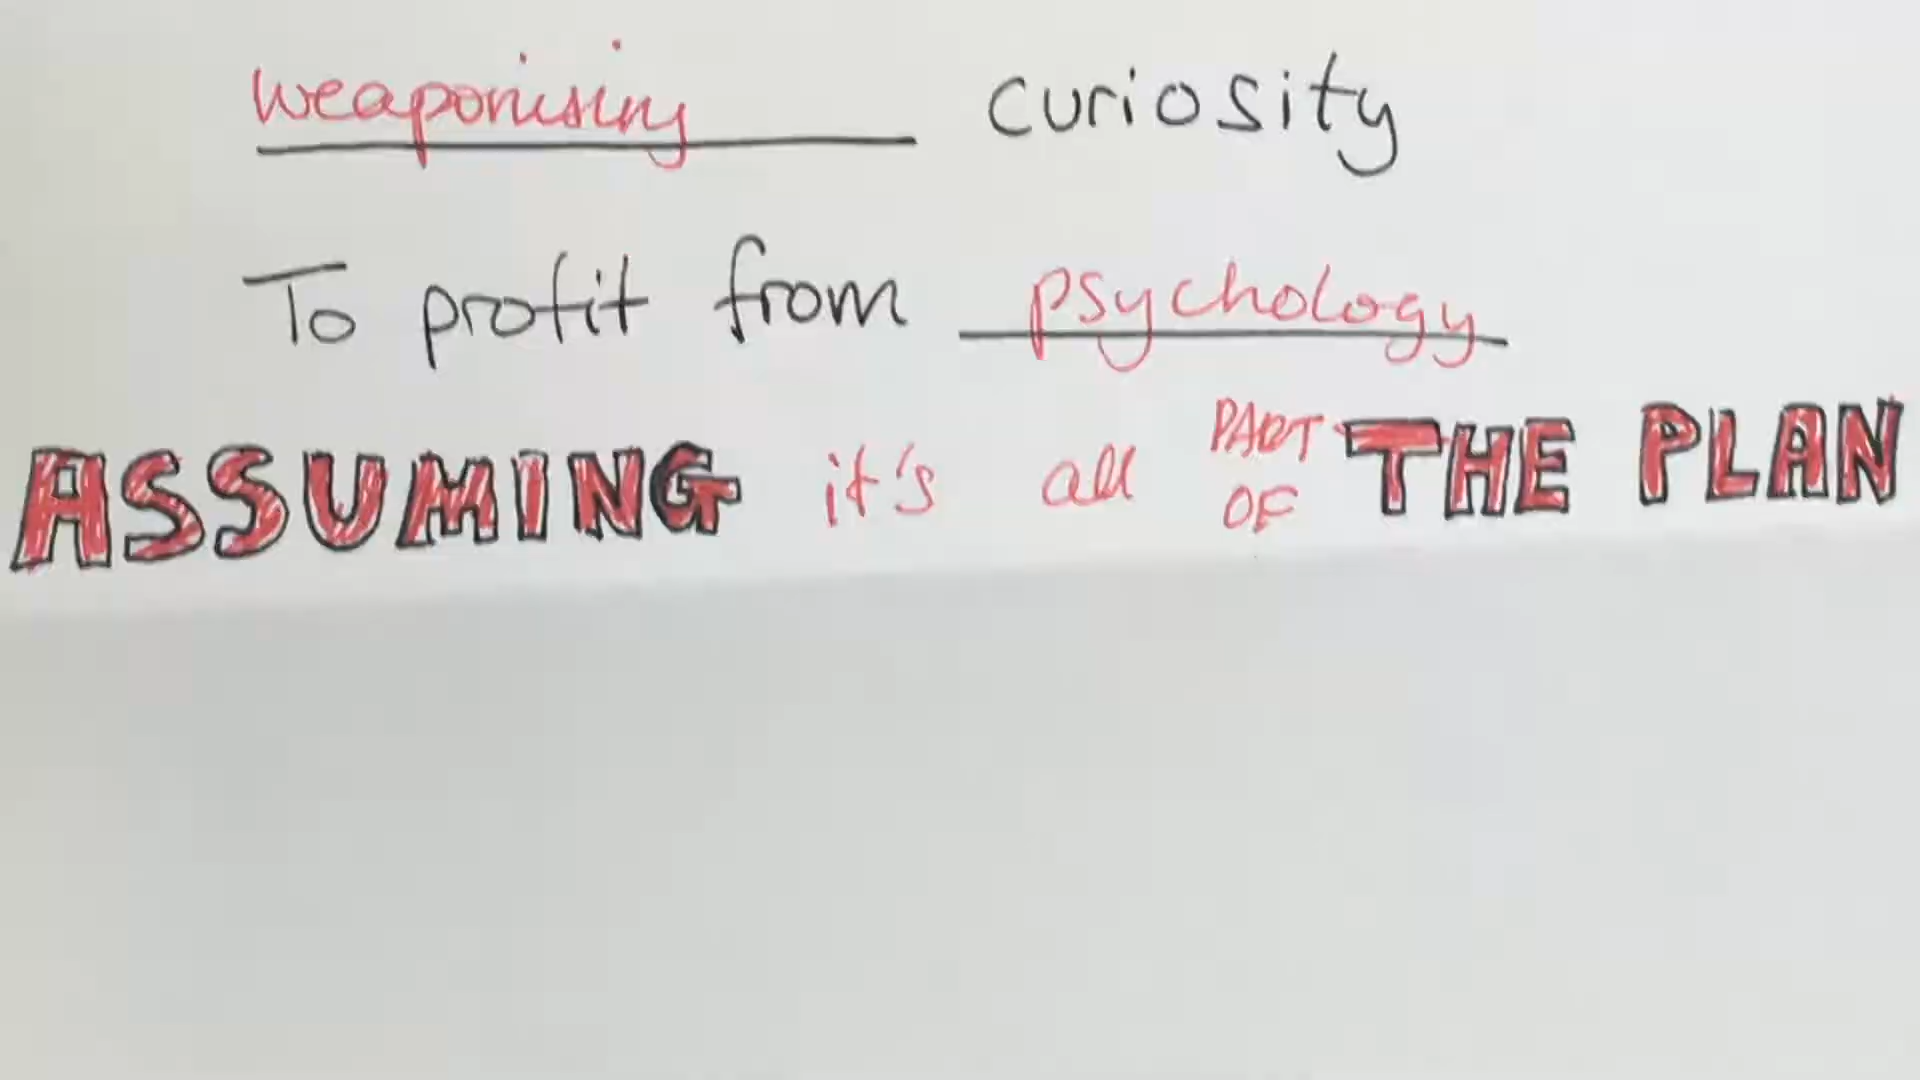 weaponising curiosity
To profit from psychology
ASSUMING it's all PART OF THE PLAN